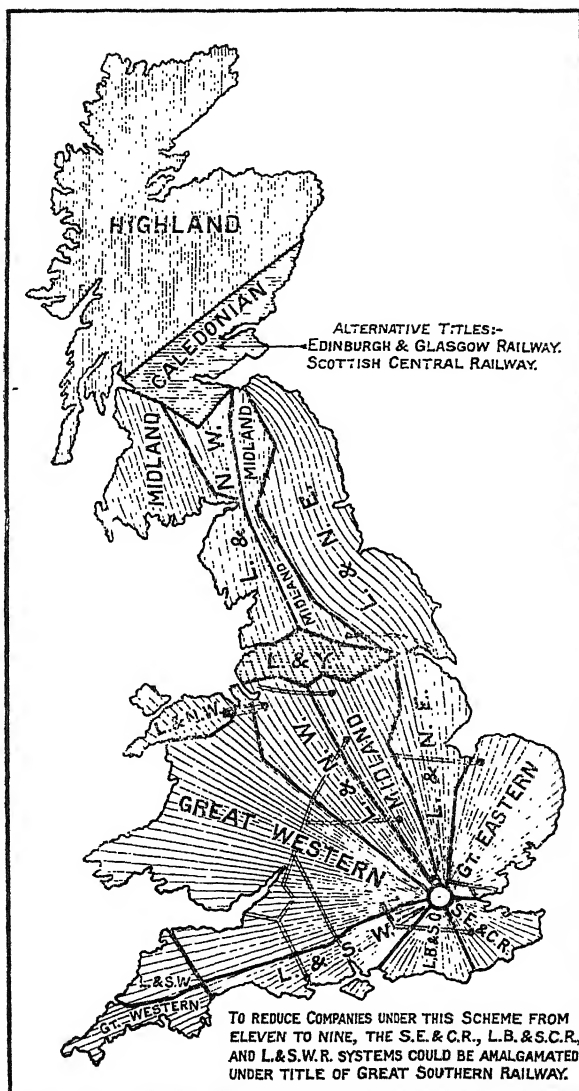 HIGHLAND
CALEDONIAN
ALTERNATIVE TITLES:-
EDINBURGH & GLASGOW RAILWAY.
SCOTTISH CENTRAL RAILWAY.
MIDLAND
N. W.
MIDLAND
L. & N. E.
L. &
MIDLAND
L. & Y.
L. & N. W.
L. & N. W.
MIDLAND
L. & N. E.
GREAT WESTERN
GT. EASTERN
S.E. & C.R.
L.B. & S.C.
L. & S. W.
L. & S.W.
GT. WESTERN
TO REDUCE COMPANIES UNDER THIS SCHEME FROM
ELEVEN TO NINE, THE S.E. & C.R., L.B. & S.C.R.,
AND L. & S.W.R. SYSTEMS COULD BE AMALGAMATED
UNDER TITLE OF GREAT SOUTHERN RAILWAY.